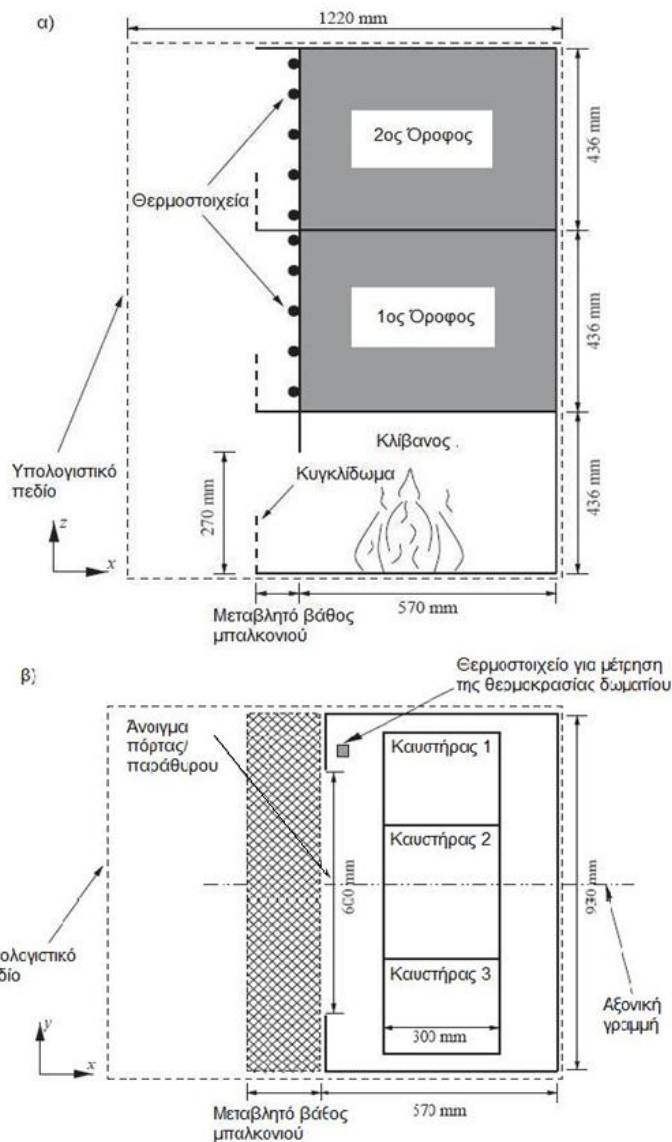 α)
1220 mm
2ος Όροφος
436 mm
Θερμοστοιχεία
1ος Όροφος
436 mm
Κλίβανος .
Υπολογιστικό
πεδίο
Κυγκλίδωμα
270 mm
436 mm
z
x
Μεταβλητό βάθος
μπαλκονιού
570 mm
β)
Θερμοστοιχείο για μέτρηση
της θερμοκρασίας δωματίου
Άνοιγμα
πόρτας/
παράθυρου
Καυστήρας 1
Καυστήρας 2
600 mm
930 mm
ολογιστικό
δίο
Καυστήρας 3
Αξονική
γραμμή
300 mm
y
x
Μεταβλητό βάθος
μπαλκονιού
570 mm